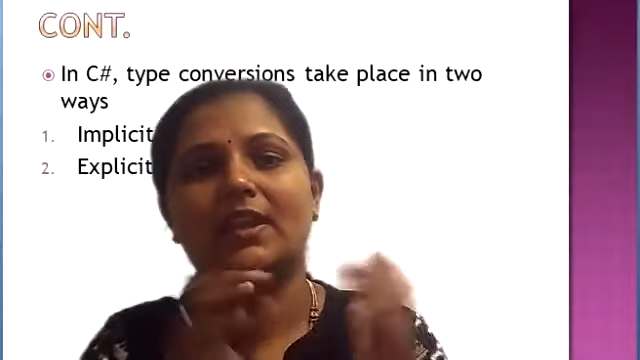 CONT.
In C#, type conversions take place in two
ways
1. Implicit
2. Explicit